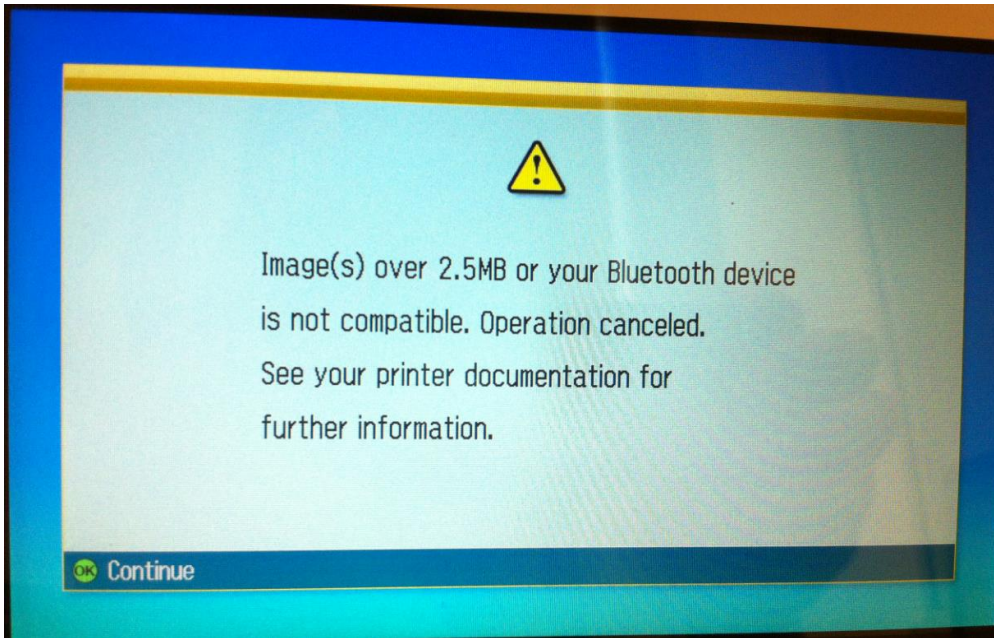 Image(s) over 2.5MB or your Bluetooth device
is not compatible. Operation canceled.
See your printer documentation for
further information.
OK Continue